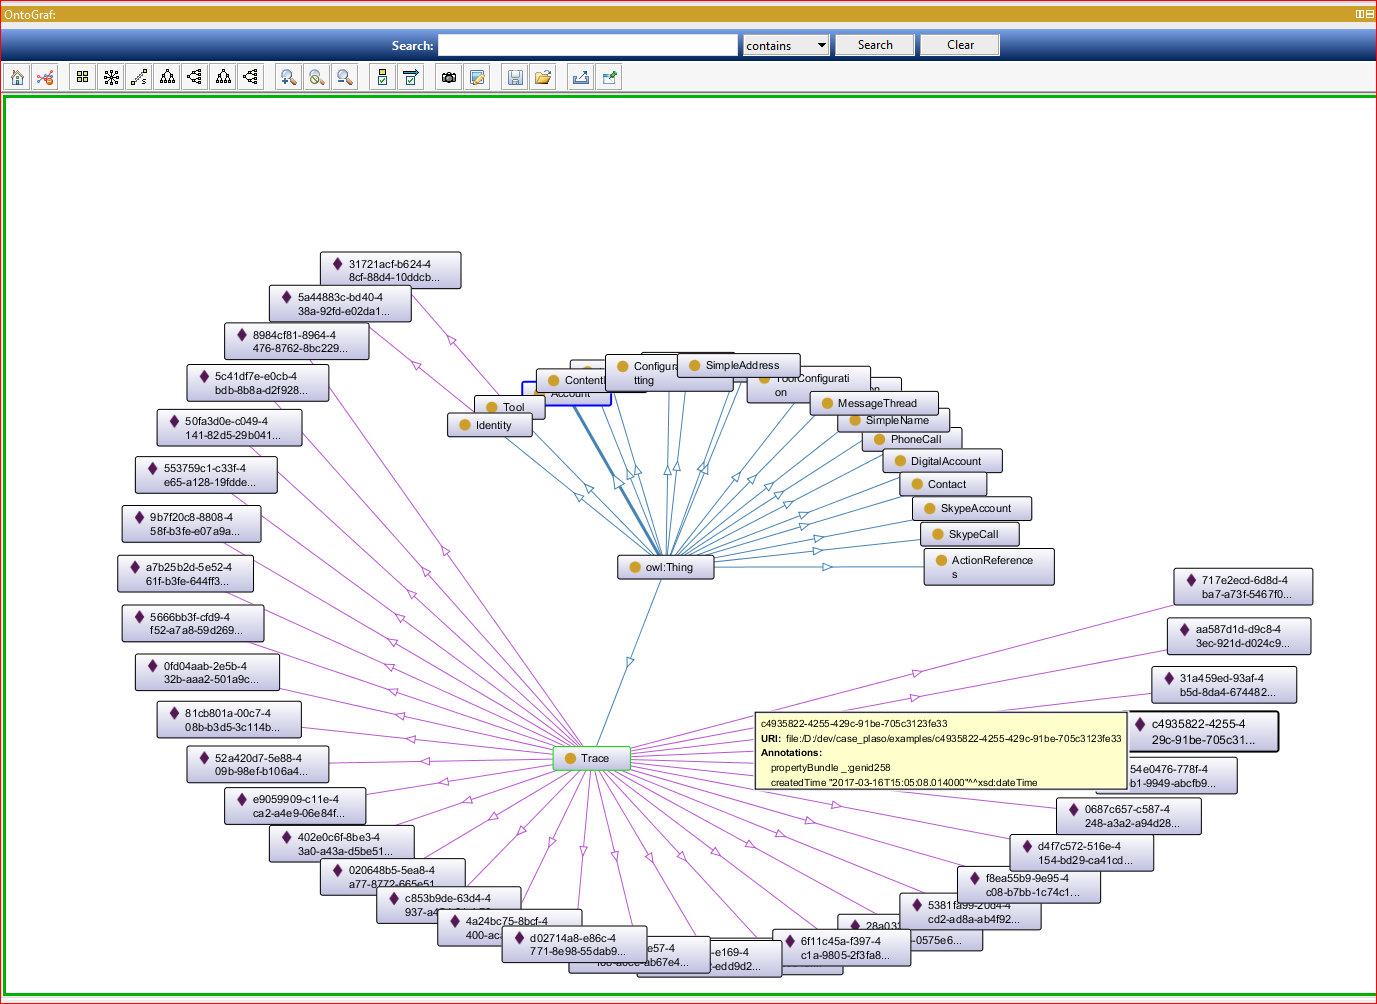 OntoGraf:
Search:
contains
Search
Clear
31721acf-b624-4
8cf-88d4-10ddcb...
5a44883c-bd40-4
38a-92fd-e02da1...
8984cf81-8964-4
476-8762-8bc229...
5c41df7e-e0cb-4
bdb-8b8a-d2f928...
50fa3d0e-c049-4
141-82d5-29b041...
553759c1-c33f-4
e65-a128-19fdde...
9b7f20c8-8808-4
58f-b3fe-e07a9a...
a7b25b2d-5e52-4
61f-b3fe-644ff3...
5666bb3f-cfd9-4
f52-a7a8-59d269...
0fd04aab-2e5b-4
32b-aaa2-501a9c...
81cb801a-00c7-4
08b-b3d5-3c114b...
52a420d7-5e88-4
09b-98ef-b106a4...
e9059909-c11e-4
ca2-a4e9-06e84f...
402e0c6f-8be3-4
3a0-a43a-d5be51...
020648b5-5ea8-4
a77-8772-665e51
c853b9de-63d4-4
937-a4
4a24bc75-8bcf-4
400-aca
d02714a8-e86c-4
771-8e98-55dab9...
e57-4
ab67e4...
-e169-4
-edd9d2...
6f11c45a-f397-4
c1a-9805-2f3fa8...
28a03
-0575e6...
5381fa99-20d4-4
cd2-ad8a-ab4f92...
f8ea55b9-9e95-4
c08-b7bb-1c74c1...
d4f7c572-516e-4
154-bd29-ca41cd...
0687c657-c587-4
248-a3a2-a94d28...
54e0476-778f-4
b1-9949-abcfb9...
c4935822-4255-4
29c-91be-705c31...
31a459ed-93af-4
b5d-8da4-674482...
aa587d1d-d9c8-4
3ec-921d-d024c9...
717e2ecd-6d8d-4
ba7-a73f-5467f0...
Identity
Tool
Account
Content
Configura
tting
SimpleAddress
ToolConfigurati
on
on
MessageThread
SimpleName
PhoneCall
DigitalAccount
Contact
SkypeAccount
SkypeCall
ActionReference
s
owl:Thing
Trace
c4935822-4255-429c-91be-705c3123fe33
URI: file:/D:/dev/case_plaso/examples/c4935822-4255-429c-91be-705c3123fe33
Annotations:
propertyBundle _:genid258
createdTime "2017-03-16T15:05:08.014000"^^xsd:dateTime